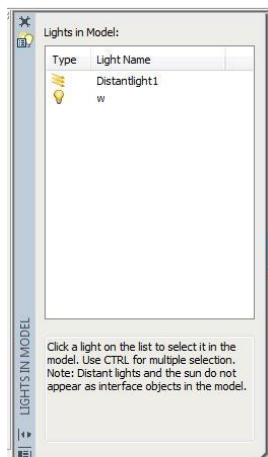 Lights in Model:
Type Light Name
Distantlight1
w
Click a light on the list to select it in the
model. Use CTRL for multiple selection.
Note: Distant lights and the sun do not
appear as interface objects in the model.
LIGHTS IN MODEL